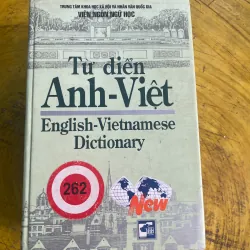 TRUNG TÂM KHOA HỌC XÃ HỘI VÀ NHÂN VĂN QUỐC GIA
VIỆN NGÔN NGỮ HỌC
Từ điển
Anh-Việt
English-Vietnamese
Dictionary
262
New